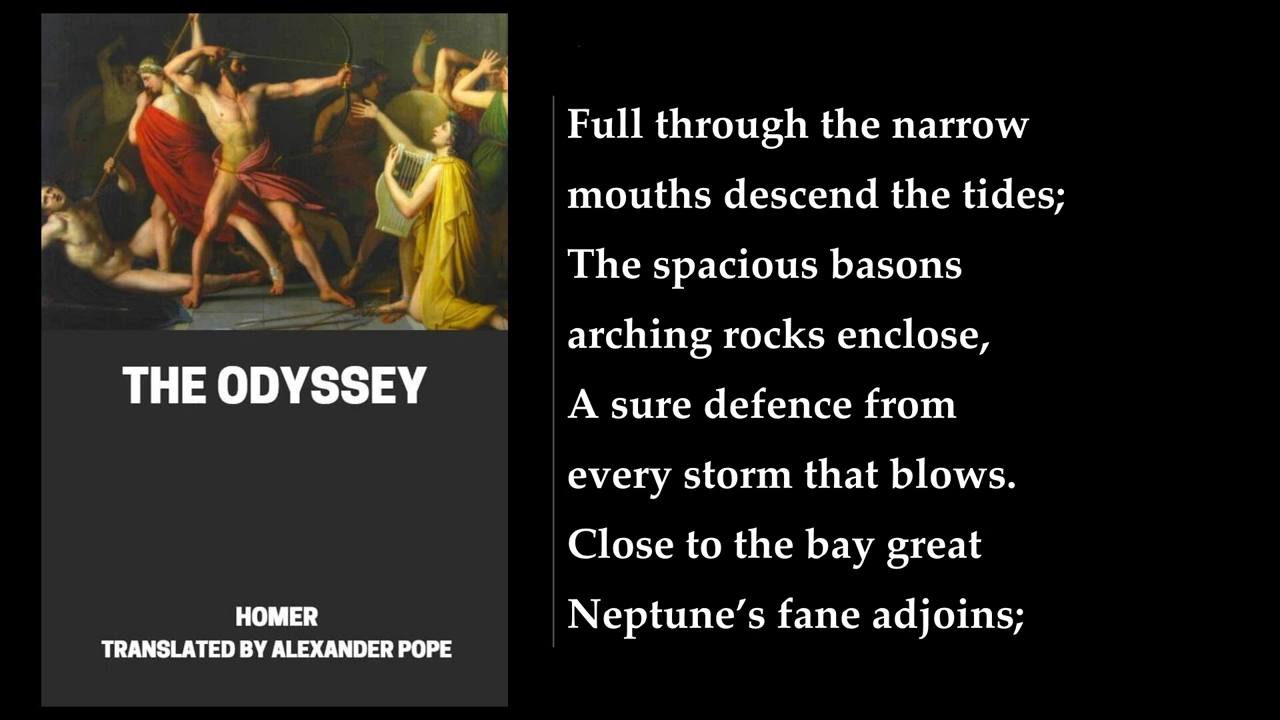 THE ODYSSEY
HOMER
TRANSLATED BY ALEXANDER POPE
Full through the narrow
mouths descend the tides;
The spacious basons
arching rocks enclose,
A sure defence from
every storm that blows.
Close to the bay great
Neptune’s fane adjoins;